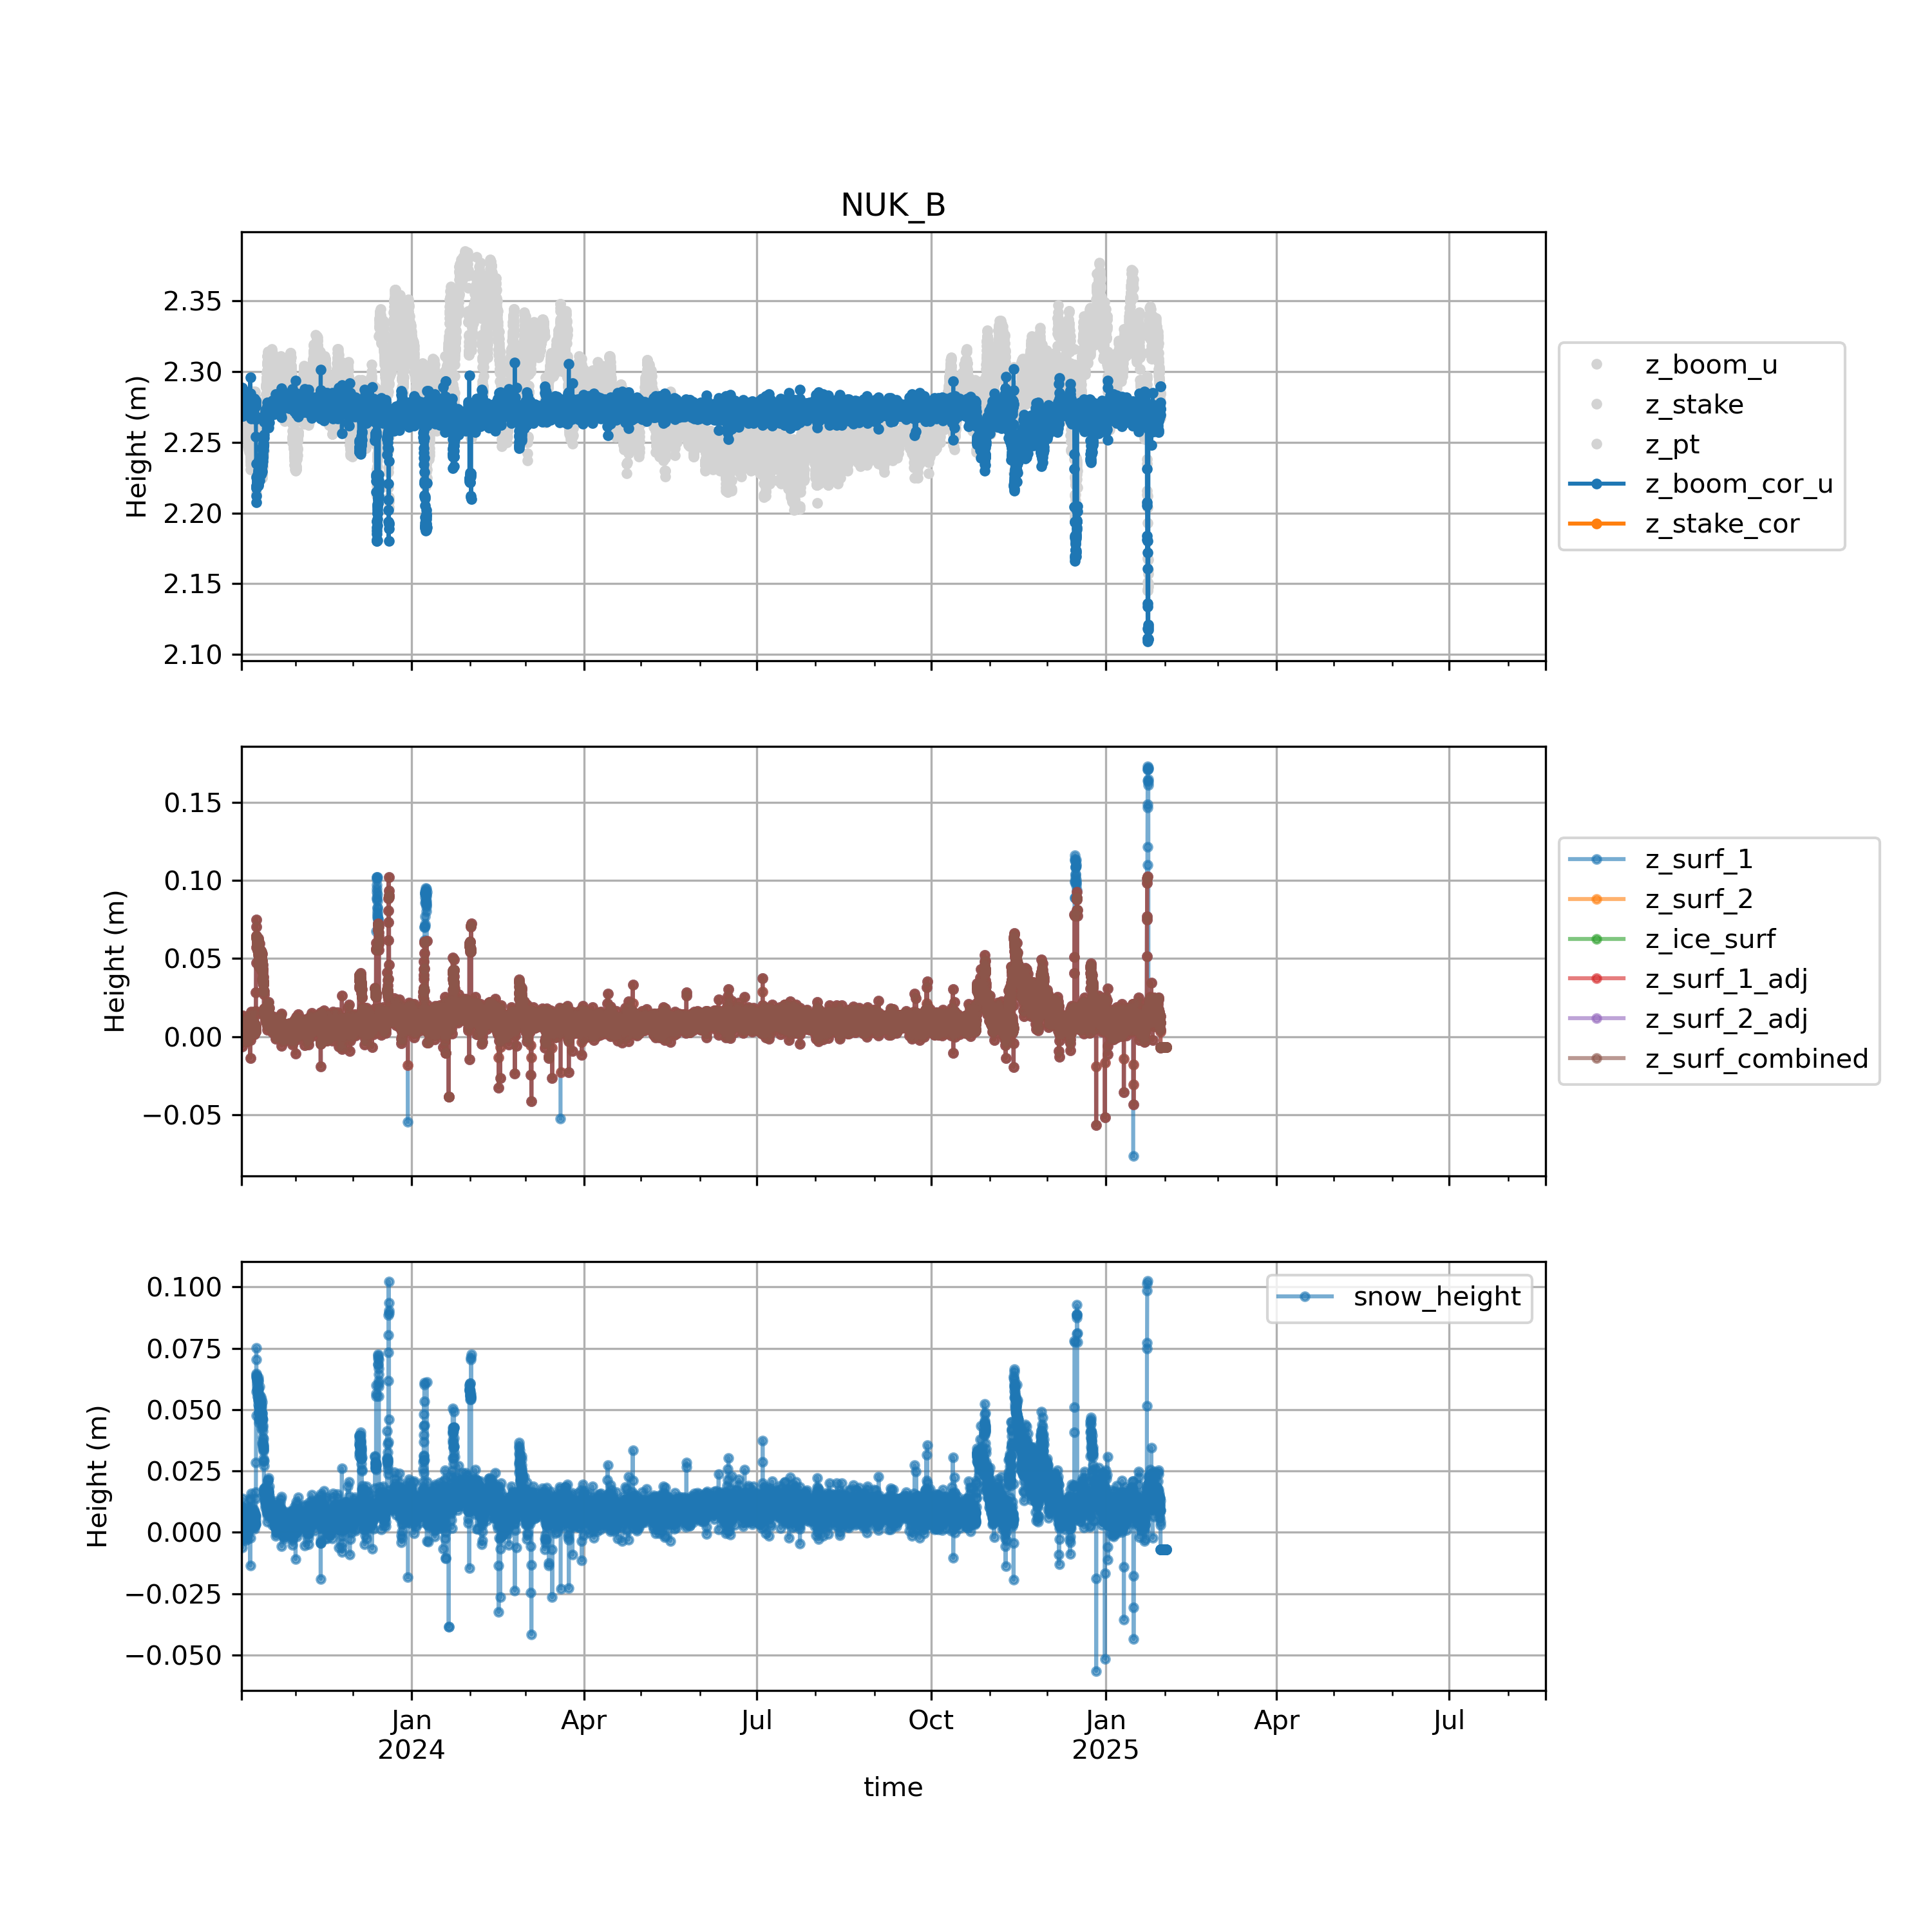 NUK_B
2.35
2.30
2.25
2.20
2.15
2.10
Height (m)
z_boom_u
z_stake
z_pt
z_boom_cor_u
z_stake_cor
0.15
0.10
0.05
0.00
−0.05
Height (m)
z_surf_1
z_surf_2
z_ice_surf
z_surf_1_adj
z_surf_2_adj
z_surf_combined
0.100
0.075
0.050
0.025
0.000
−0.025
−0.050
Height (m)
snow_height
Jan Apr Jul Oct Jan Apr Jul
2024 2025
time